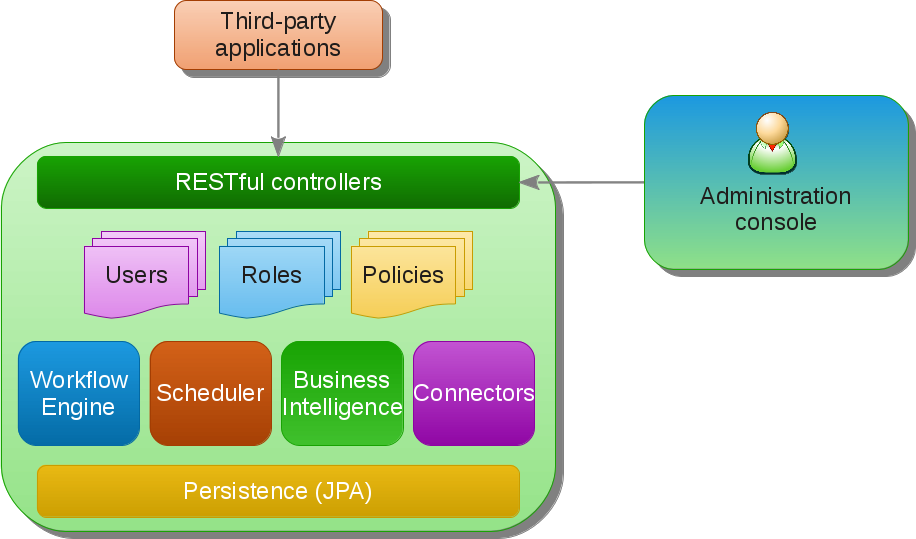 Third-party
applications
RESTful controllers
Administration
console
Users
Roles
Policies
Workflow
Engine
Scheduler
Business
Intelligence
Connectors
Persistence (JPA)